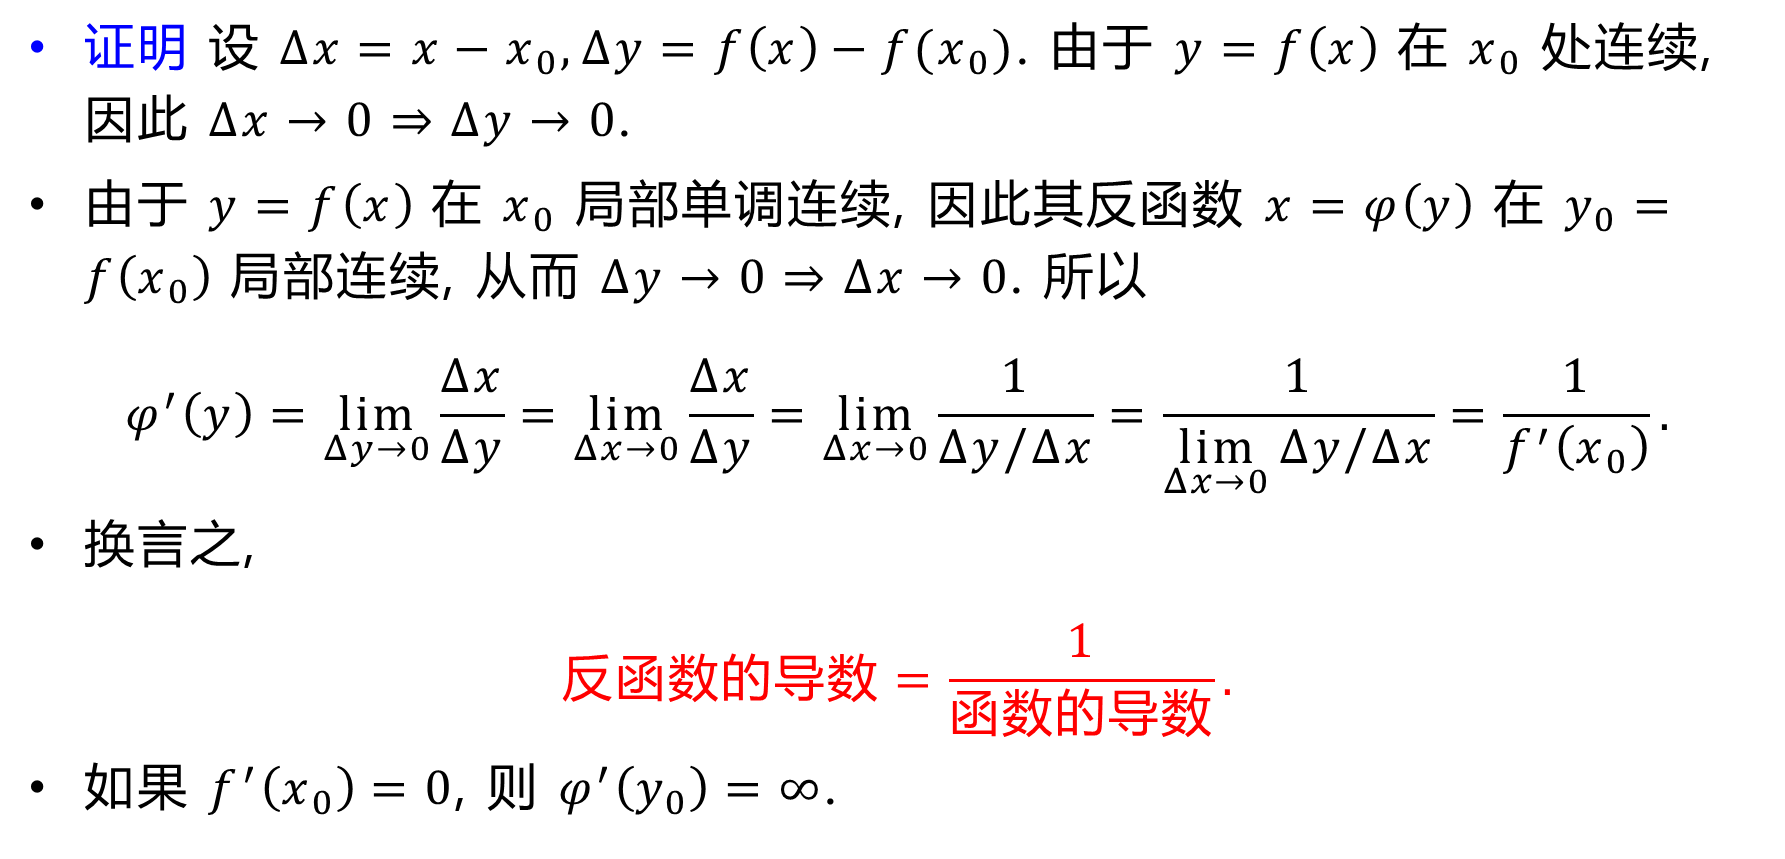 • 证明 设 Δx = x − x₀, Δy = f(x) − f(x₀). 由于 y = f(x) 在 x₀ 处连续,
因此 Δx → 0 ⇒ Δy → 0.
• 由于 y = f(x) 在 x₀ 局部单调连续, 因此其反函数 x = φ(y) 在 y₀ =
f(x₀) 局部连续, 从而 Δy → 0 ⇒ Δx → 0. 所以
φ′(y) = lim_{Δy→0} Δx/Δy = lim_{Δx→0} Δx/Δy = lim_{Δx→0} 1/(Δy/Δx) = 1/(lim_{Δx→0} Δy/Δx) = 1/f′(x₀).
• 换言之,
反函数的导数 = 1/函数的导数.
• 如果 f′(x₀) = 0, 则 φ′(y₀) = ∞.